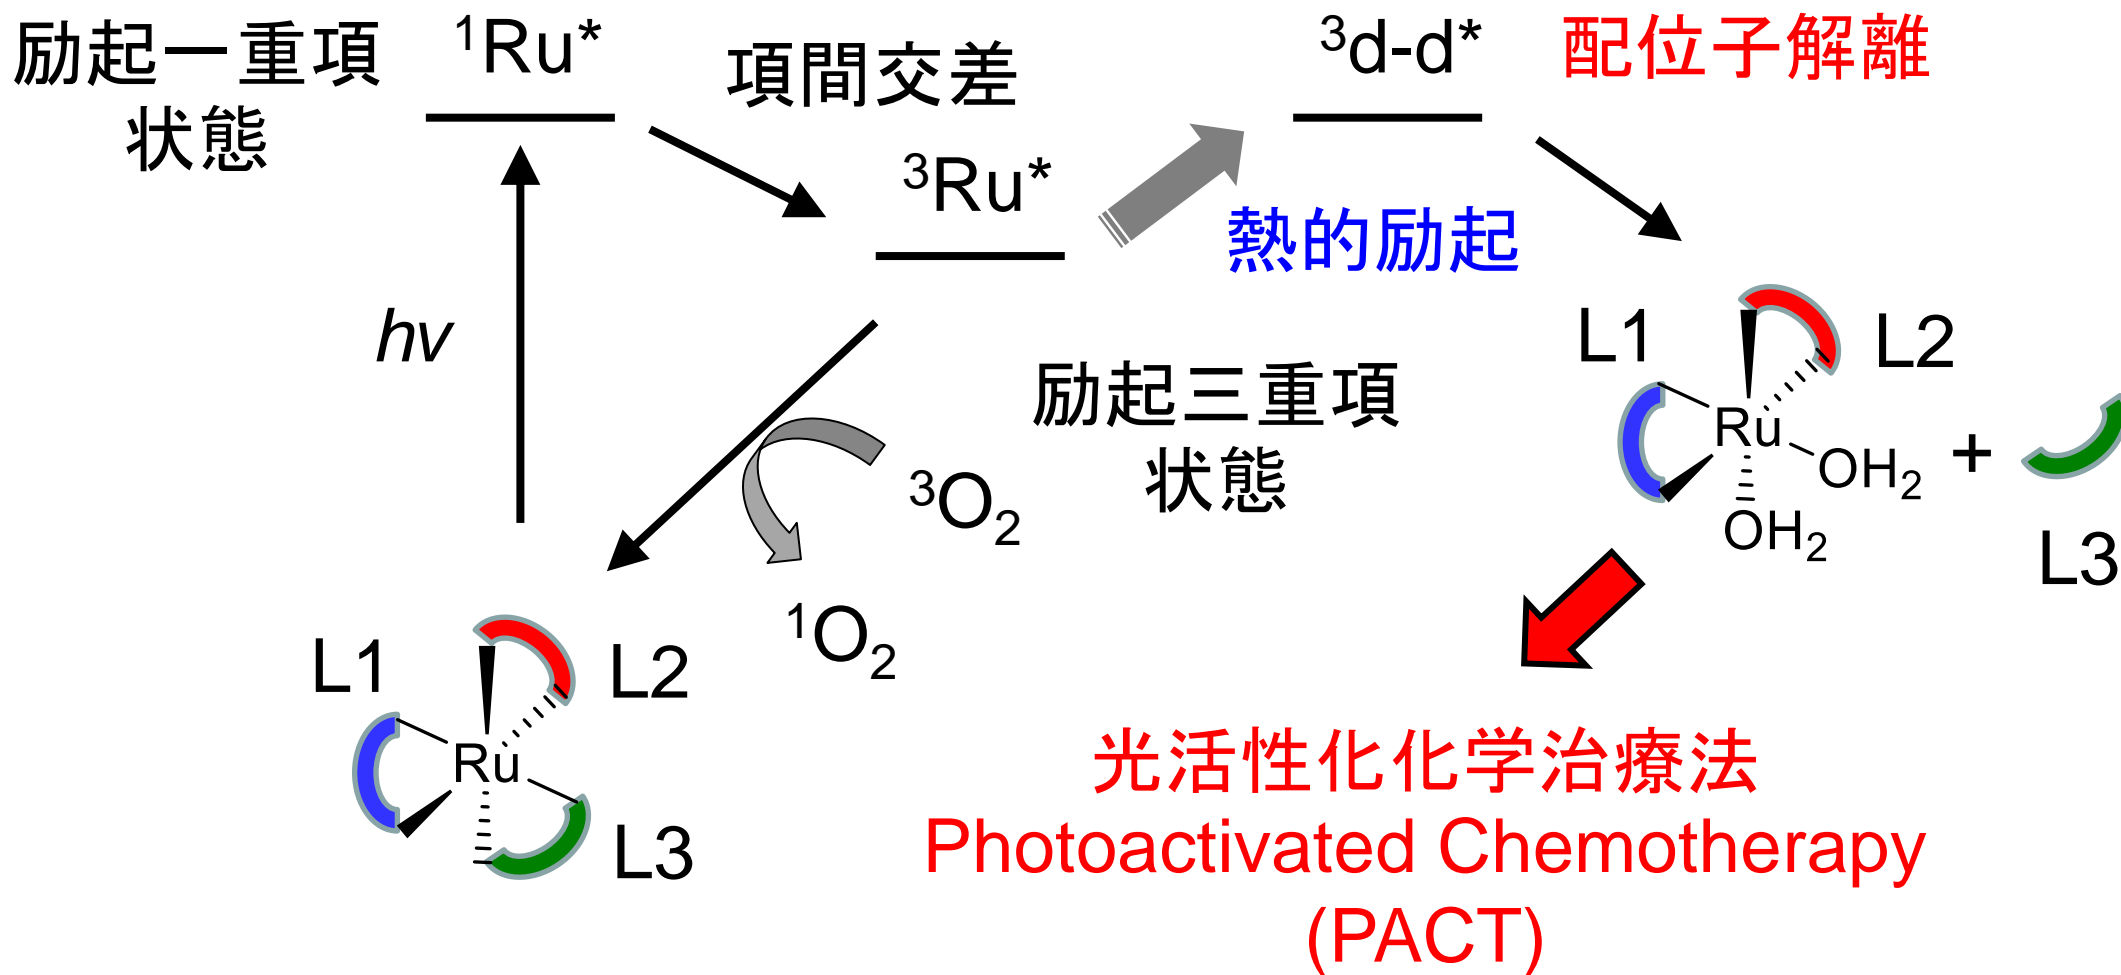 励起一重項
状態
¹Ru*
項間交差
³d-d*
配位子解離
³Ru*
熱的励起
hν
励起三重項
状態
³O₂
¹O₂
L1
L2
Ru
OH₂
OH₂
+
L3
L1
L2
Ru
L3
光活性化化学治療法
Photoactivated Chemotherapy
(PACT)